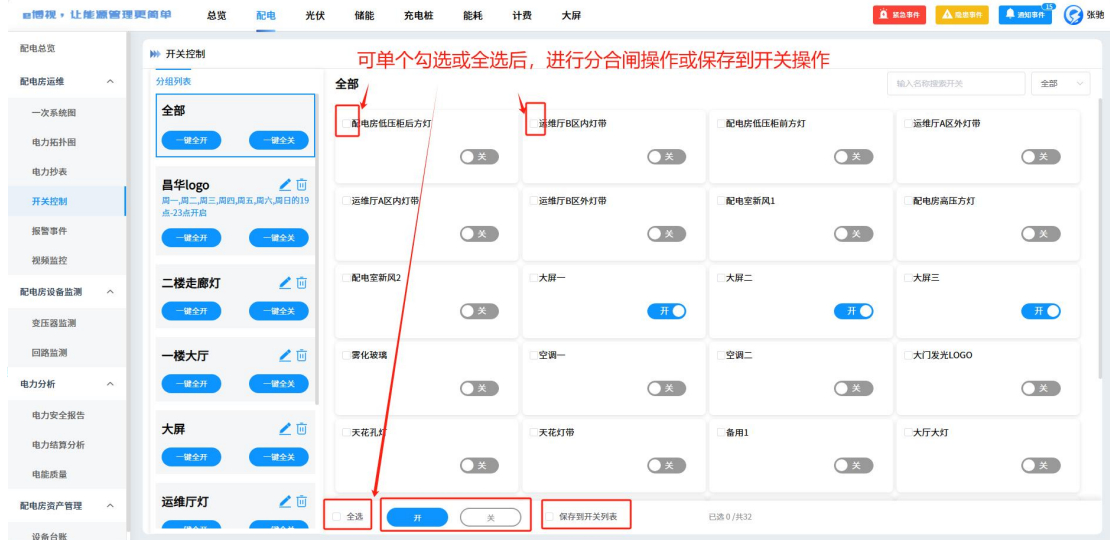 e博视·让能源管理更简单
总览
配电
光伏
储能
充电桩
能耗
计费
大屏
紧急事件
隐患事件
通知事件
15
张驰
配电总览
配电房运维
一次系统图
电力拓扑图
电力抄表
开关控制
报警事件
视频监控
配电房设备监测
变压器监测
回路监测
电力分析
电力安全报告
电力结算分析
电能质量
配电房资产管理
设备台账
开关控制
可单个勾选或全选后，进行分合闸操作或保存到开关操作
分组列表
全部
一键全开
一键全关
昌华logo
周一,周二,周三,周四,周五,周六,周日的19
点-23点开启
一键全开
一键全关
二楼走廊灯
一键全开
一键全关
一楼大厅
一键全开
一键全关
大屏
一键全开
一键全关
运维厅灯
全部
输入名称搜索开关
全部
配电房低压柜后方灯
关
运维厅B区内灯带
关
配电房低压柜前方灯
关
运维厅A区外灯带
关
运维厅A区内灯带
关
运维厅B区外灯带
关
配电室新风1
关
配电房高压方灯
关
配电室新风2
关
大屏一
开
大屏二
开
大屏三
开
雾化玻璃
关
空调一
关
空调二
关
大门发光LOGO
关
天花孔灯
关
天花灯带
关
备用1
关
大厅大灯
关
全选
开
关
保存到开关列表
已选 0 /共32